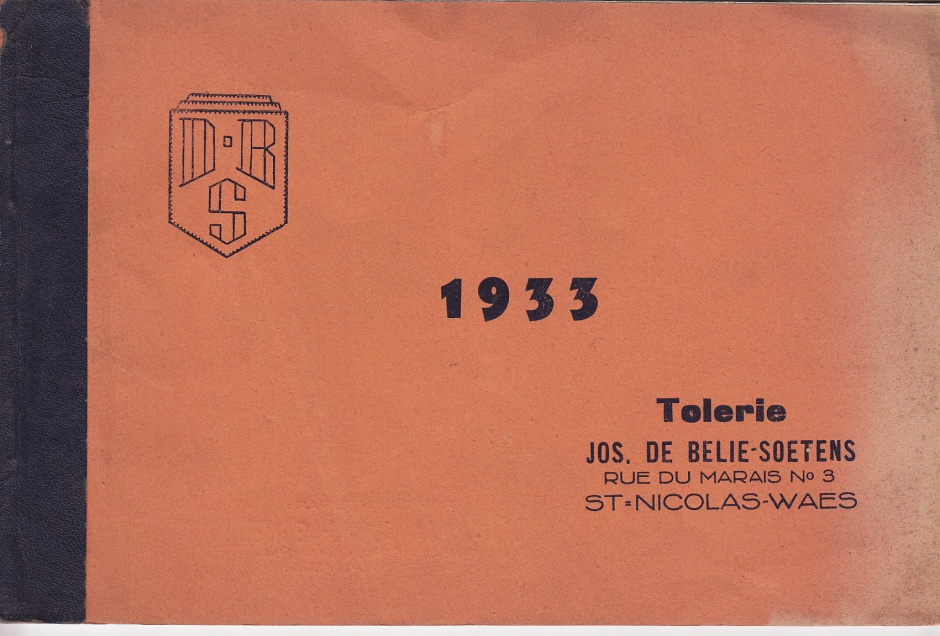 D·B
S
1933
Tolerie
JOS. DE BELIE-SOETENS
RUE DU MARAIS Nº 3
ST=NICOLAS-WAES